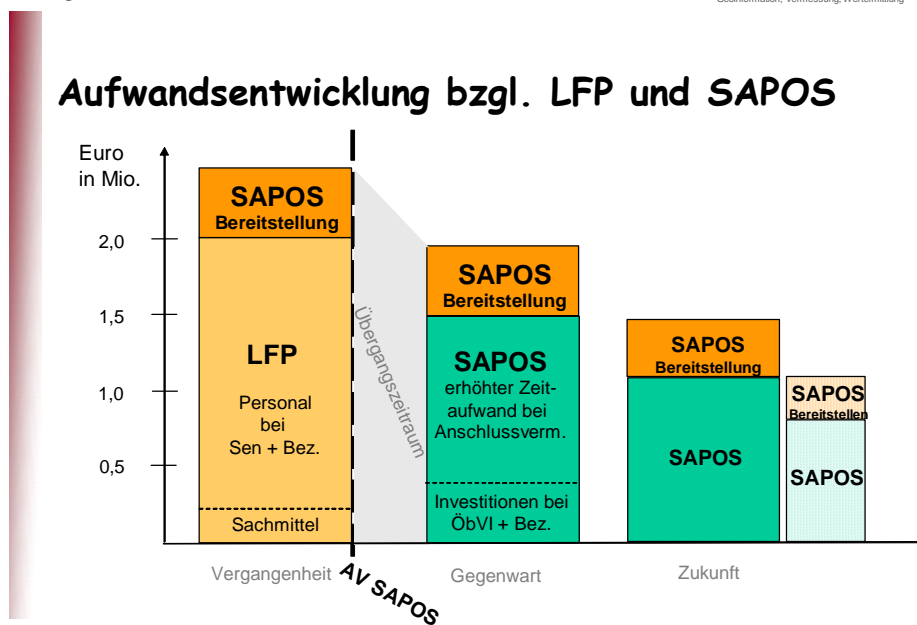 Geoinformation, Vermessung, Wertermittlung
Aufwandsentwicklung bzgl. LFP und SAPOS
Euro
in Mio.
2,0
1,5
1,0
0,5
SAPOS
Bereitstellung
LFP
Personal
bei
Sen + Bez.
Sachmittel
Übergangszeitraum
SAPOS
Bereitstellung
SAPOS
erhöhter Zeit-
aufwand bei
Anschlussverm.
Investitionen bei
ÖbVI + Bez.
SAPOS
Bereitstellung
SAPOS
SAPOS
Bereitstellen
SAPOS
Vergangenheit
AV SAPOS
Gegenwart
Zukunft